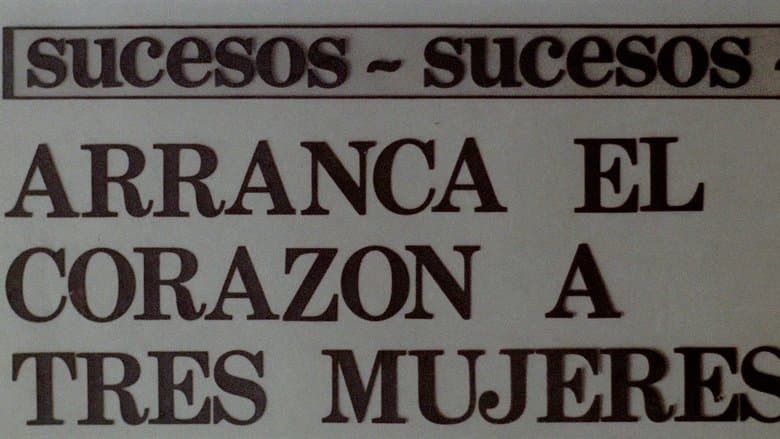 sucesos ~ sucesos -
ARRANCA EL
CORAZON A
TRES MUJERES